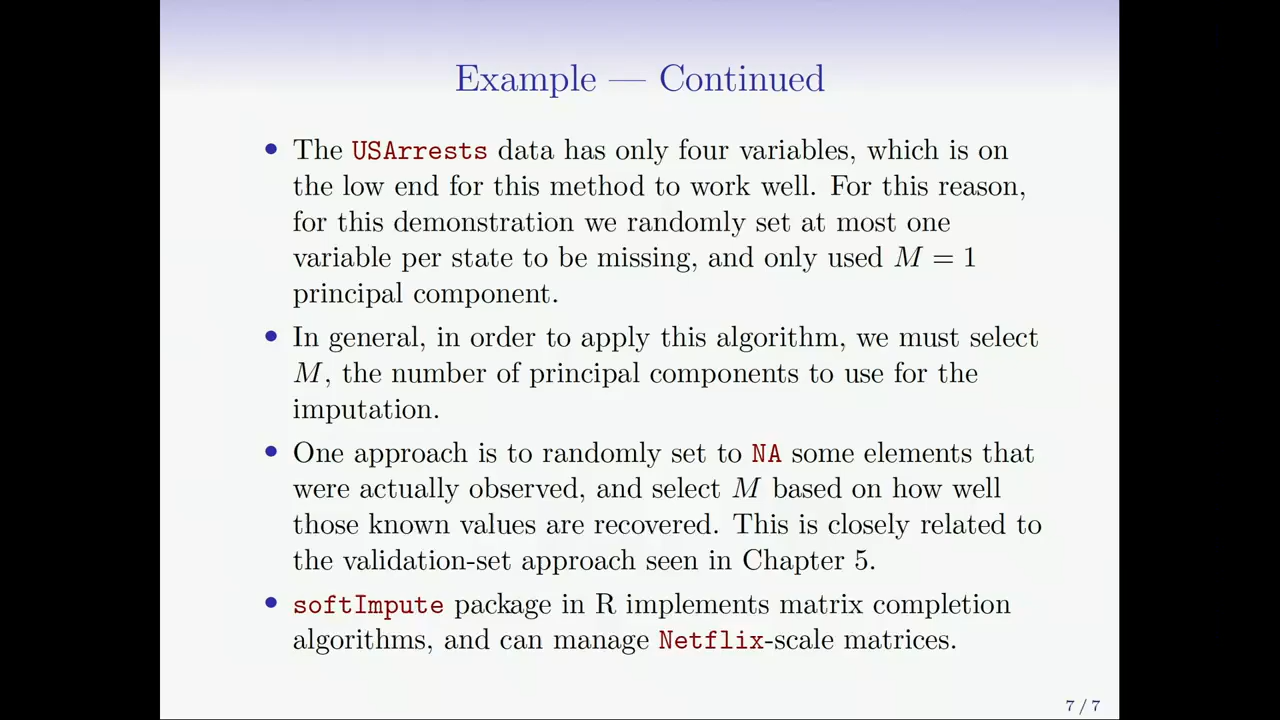 Example — Continued
• The USArrests data has only four variables, which is on
the low end for this method to work well. For this reason,
for this demonstration we randomly set at most one
variable per state to be missing, and only used M = 1
principal component.
• In general, in order to apply this algorithm, we must select
M, the number of principal components to use for the
imputation.
• One approach is to randomly set to NA some elements that
were actually observed, and select M based on how well
those known values are recovered. This is closely related to
the validation-set approach seen in Chapter 5.
• softImpute package in R implements matrix completion
algorithms, and can manage Netflix-scale matrices.
7 / 7